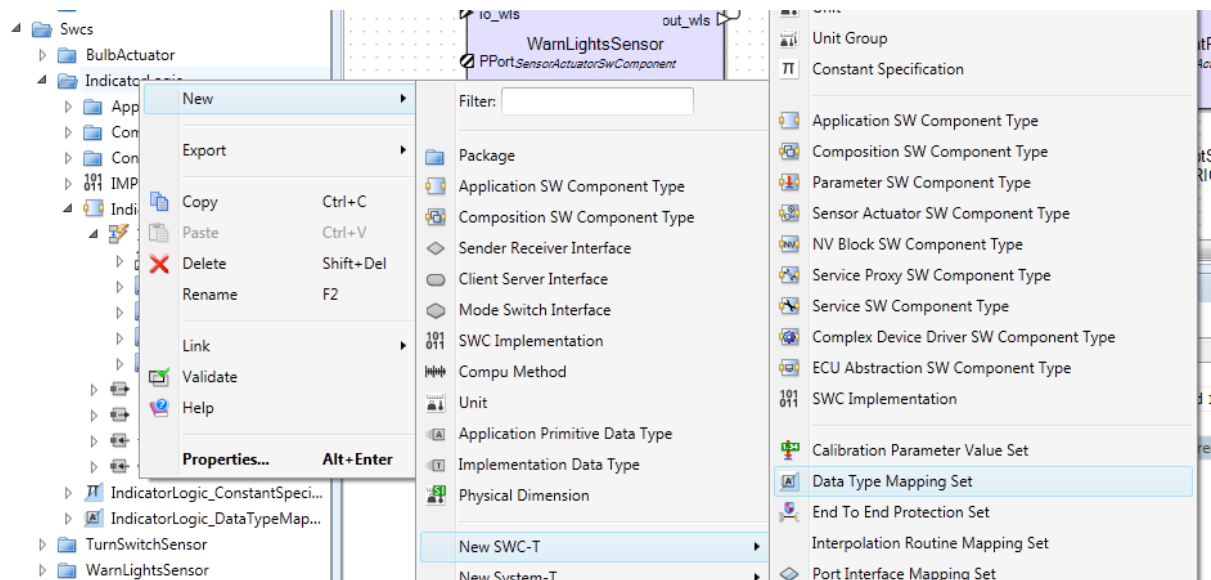 Swcs
BulbActuator
IndicatorLogic
App
Com
Con
IMP
Indi
IndicatorLogic_ConstantSpeci...
IndicatorLogic_DataTypeMap...
TurnSwitchSensor
WarnLightsSensor
io_wls
out_wls
WarnLightsSensor
PPort SensorActuatorSwComponent
New
Export
Copy Ctrl+C
Paste Ctrl+V
Delete Shift+Del
Rename F2
Link
Validate
Help
Properties... Alt+Enter
Filter:
Package
Application SW Component Type
Composition SW Component Type
Sender Receiver Interface
Client Server Interface
Mode Switch Interface
SWC Implementation
Compu Method
Unit
Application Primitive Data Type
Implementation Data Type
Physical Dimension
New SWC-T
New System-T
Unit
Unit Group
Constant Specification
Application SW Component Type
Composition SW Component Type
Parameter SW Component Type
Sensor Actuator SW Component Type
NV Block SW Component Type
Service Proxy SW Component Type
Service SW Component Type
Complex Device Driver SW Component Type
ECU Abstraction SW Component Type
SWC Implementation
Calibration Parameter Value Set
Data Type Mapping Set
End To End Protection Set
Interpolation Routine Mapping Set
Port Interface Mapping Set